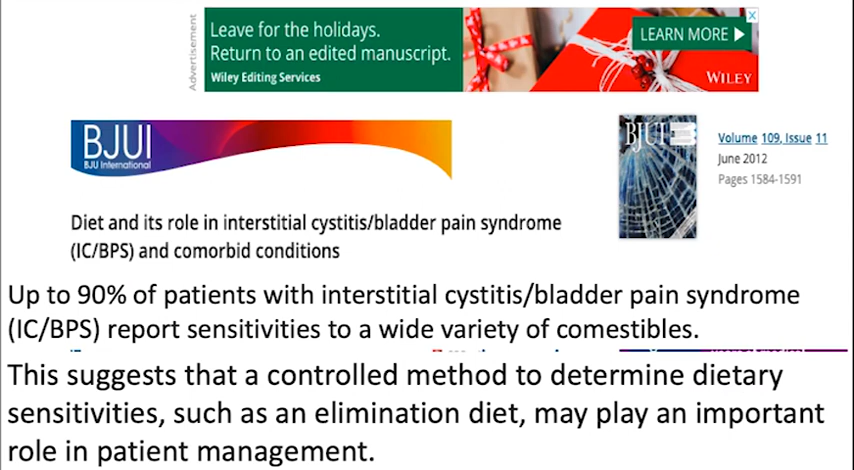 Advertisement
Leave for the holidays.
Return to an edited manuscript.
Wiley Editing Services
LEARN MORE
X
WILEY
BJUI
BJU International
BJUI
Volume 109, Issue 11
June 2012
Pages 1584-1591
Diet and its role in interstitial cystitis/bladder pain syndrome
(IC/BPS) and comorbid conditions
Up to 90% of patients with interstitial cystitis/bladder pain syndrome
(IC/BPS) report sensitivities to a wide variety of comestibles.
This suggests that a controlled method to determine dietary
sensitivities, such as an elimination diet, may play an important
role in patient management.